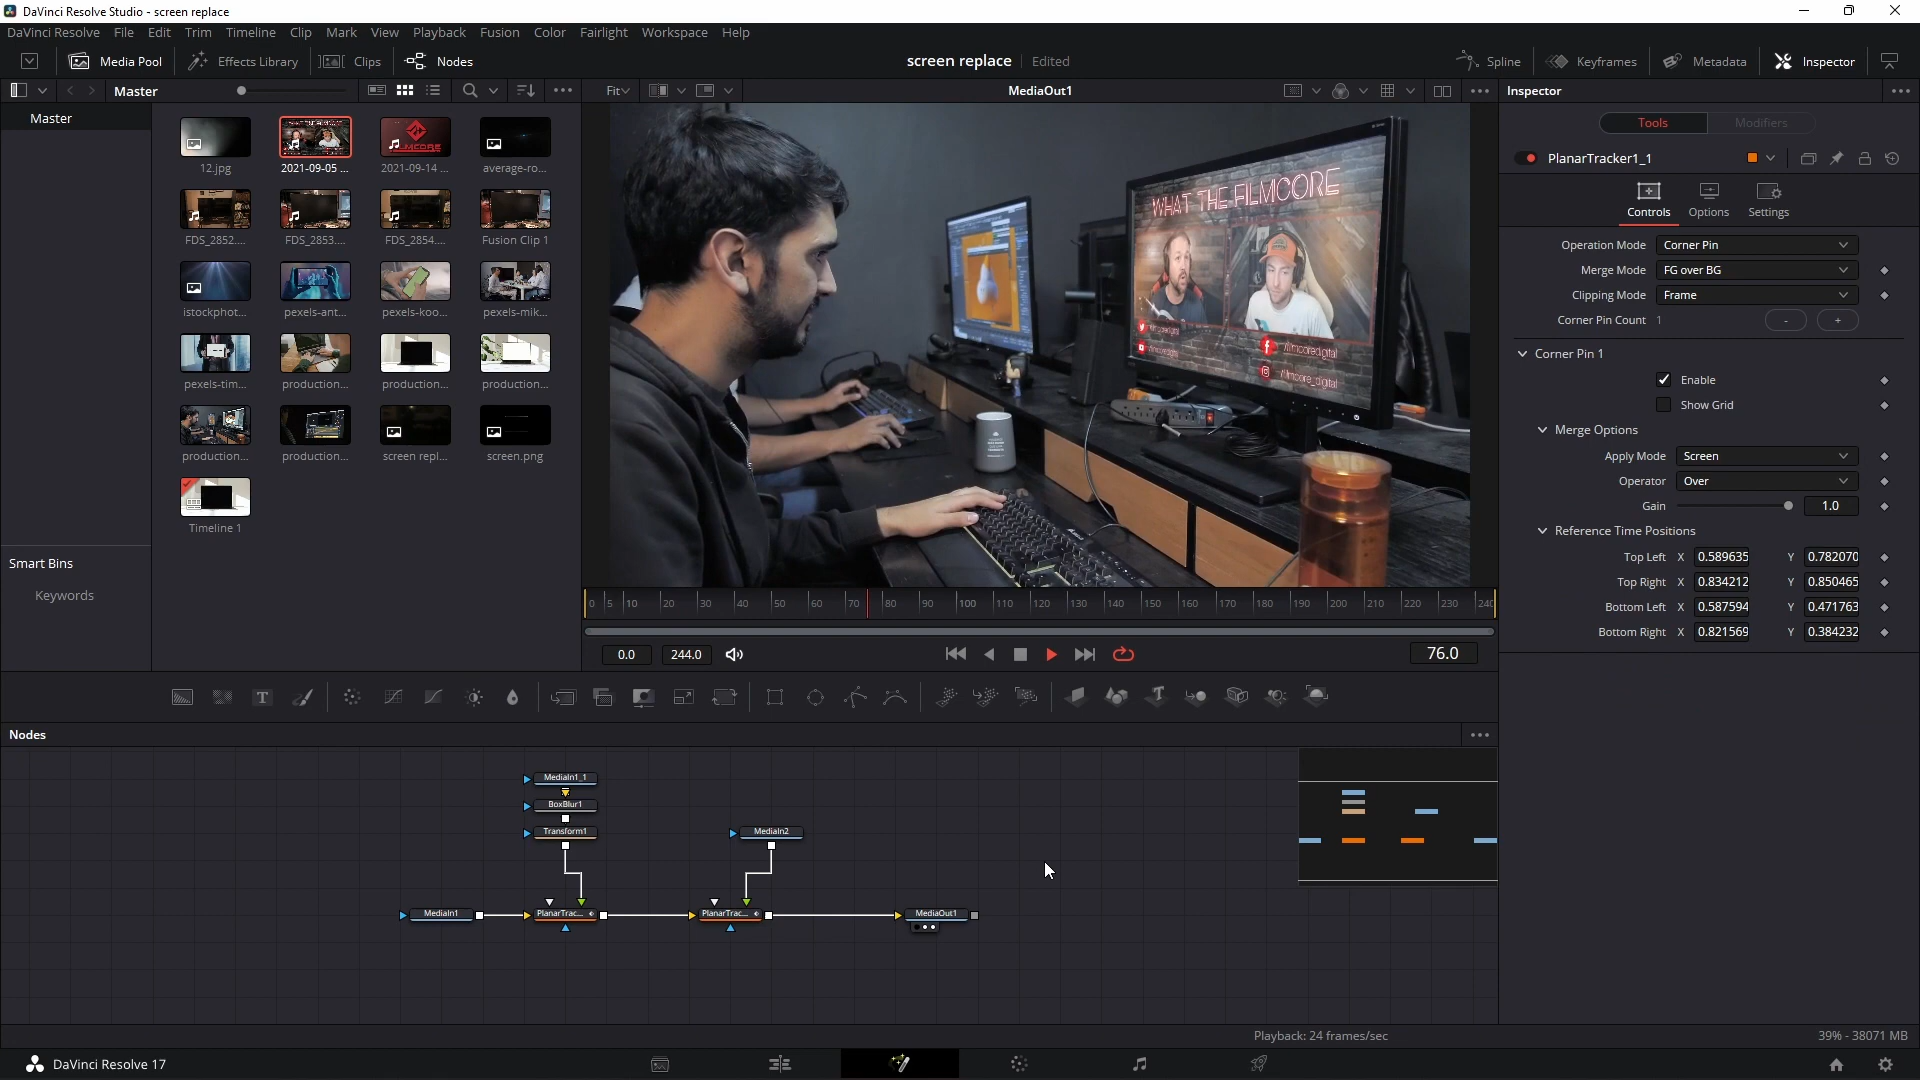 DaVinci Resolve Studio - screen replace
DaVinci Resolve File Edit Trim Timeline Clip Mark View Playback Fusion Color Fairlight Workspace Help
Media Pool Effects Library Clips Nodes screen replace Edited Spline Keyframes Metadata Inspector
Master Fit MediaOut1 Inspector
Master
12.jpg 2021-09-05 ... 2021-09-14 ... average-ro...
FDS_2852.... FDS_2853.... FDS_2854.... Fusion Clip 1
istockphot... pexels-ant... pexels-koo... pexels-mik...
pexels-tim... production... production... production...
production... production... screen repl... screen.png
Timeline 1
Smart Bins
Keywords
WHAT THE FILMCORE
/filmcoredigital
/filmcore_digital
0 5 10 20 30 40 50 60 70 80 90 100 110 120 130 140 150 160 170 180 190 200 210 220 230 240
0.0 244.0 76.0
Tools Modifiers
PlanarTracker1_1
Controls Options Settings
Operation Mode Corner Pin
Merge Mode FG over BG
Clipping Mode Frame
Corner Pin Count 1 - +
Corner Pin 1
Enable
Show Grid
Merge Options
Apply Mode Screen
Operator Over
Gain 1.0
Reference Time Positions
Top Left X 0.589635 Y 0.782070
Top Right X 0.834212 Y 0.850465
Bottom Left X 0.587594 Y 0.471763
Bottom Right X 0.821569 Y 0.384232
Nodes
MediaIn1_1
BoxBlur1
Transform1 MediaIn2
MediaIn1 PlanarTrac... PlanarTrac... MediaOut1
Playback: 24 frames/sec 39% - 38071 MB
DaVinci Resolve 17